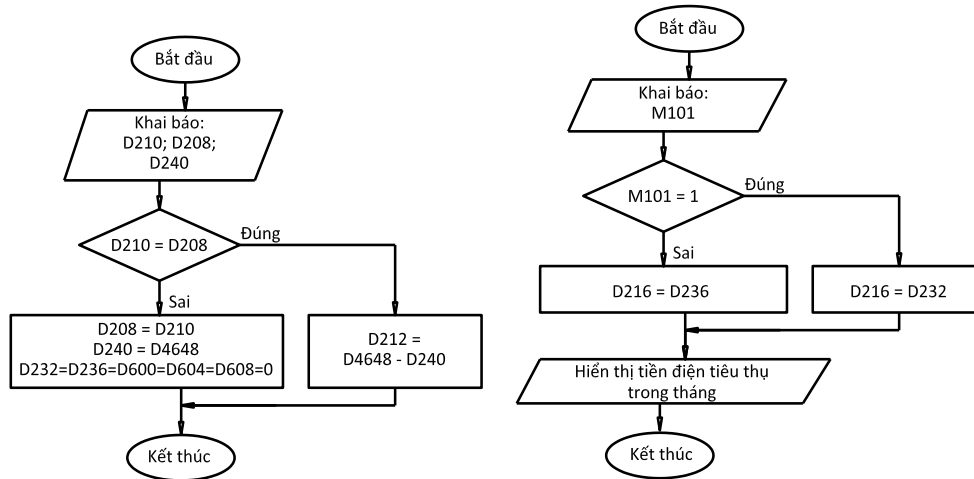 Bắt đầu
Khai báo:
D210; D208;
D240
D210 = D208
Đúng
Sai
D208 = D210
D240 = D4648
D232=D236=D600=D604=D608=0
D212 =
D4648 - D240
Kết thúc
Bắt đầu
Khai báo:
M101
M101 = 1
Đúng
Sai
D216 = D236
D216 = D232
Hiển thị tiền điện tiêu thụ
trong tháng
Kết thúc